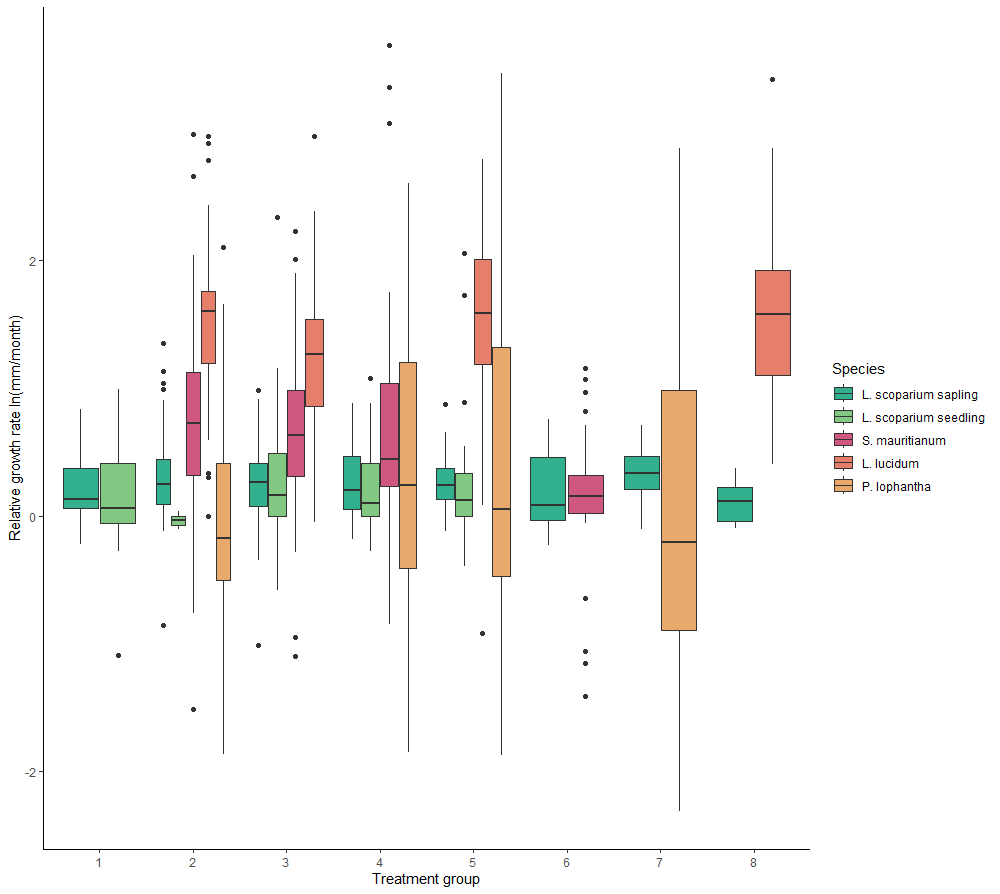 Relative growth rate ln(mm/month)
2
0
-2
1 2 3 4 5 6 7 8
Treatment group
Species
L. scoparium sapling
L. scoparium seedling
S. mauritianum
L. lucidum
P. lophantha